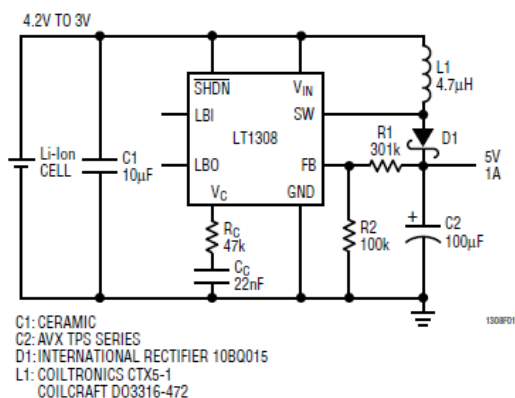 4.2V TO 3V
L1
4.7µH
SHDN
VIN
LBI
SW
LT1308
R1
301k
D1
Li-Ion
CELL
C1
10µF
LBO
FB
5V
1A
VC
GND
RC
47k
R2
100k
+
C2
100µF
CC
22nF
1308F01
C1: CERAMIC
C2: AVX TPS SERIES
D1: INTERNATIONAL RECTIFIER 10BQ015
L1: COILTRONICS CTX5-1
COILCRAFT DO3316-472